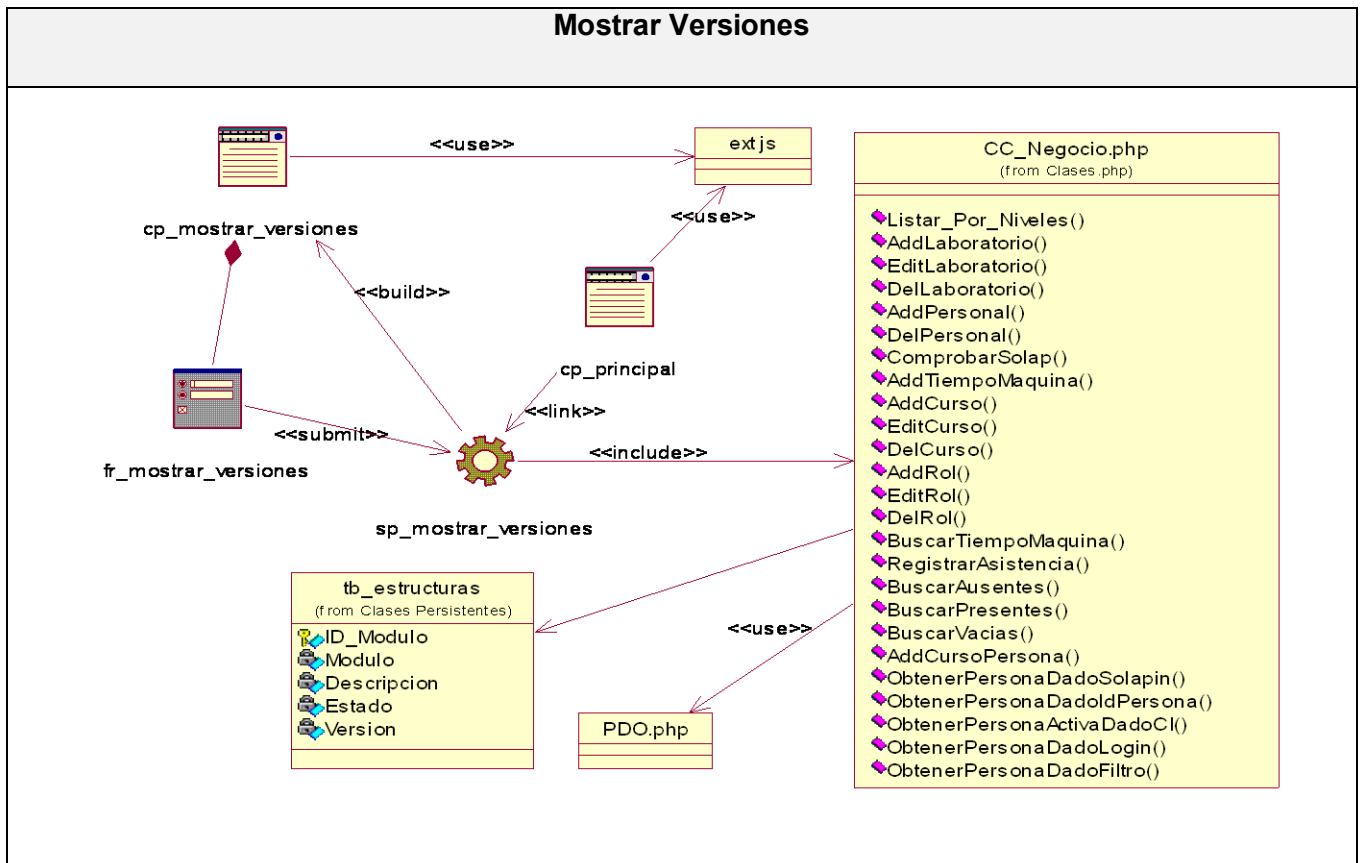 Mostrar Versiones
<<use>>
extjs
CC_Negocio.php
(from Clases.php)
cp_mostrar_versiones
<<use>>
<<build>>
cp_principal
<<link>>
<<submit>>
fr_mostrar_versiones
<<include>>
sp_mostrar_versiones
Listar_Por_Niveles()
AddLaboratorio()
EditLaboratorio()
DelLaboratorio()
AddPersonal()
DelPersonal()
ComprobarSolap()
AddTiempoMaquina()
AddCurso()
EditCurso()
DelCurso()
AddRol()
EditRol()
DelRol()
BuscarTiempoMaquina()
RegistrarAsistencia()
BuscarAusentes()
BuscarPresentes()
BuscarVacias()
AddCursoPersona()
ObtenerPersonaDadoSolapin()
ObtenerPersonaDadoIdPersona()
ObtenerPersonaActivaDadoCI()
ObtenerPersonaDadoLogin()
ObtenerPersonaDadoFiltro()
tb_estructuras
(from Clases Persistentes)
ID_Modulo
Modulo
Descripcion
Estado
Version
<<use>>
PDO.php